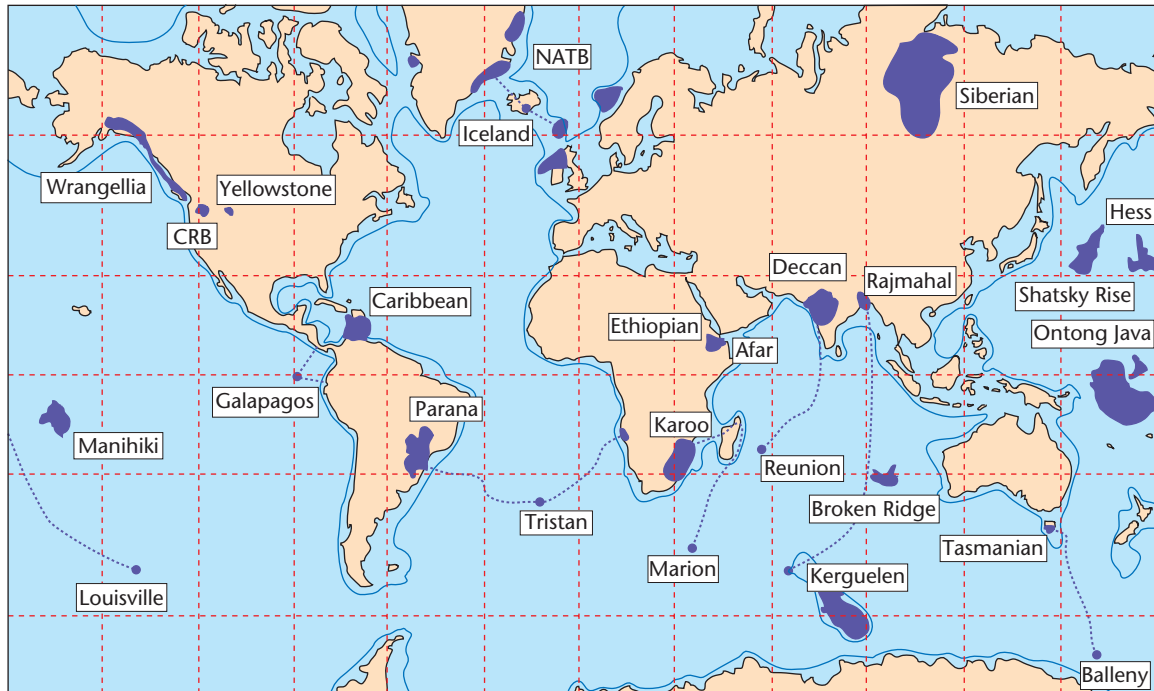 NATB
Siberian
Iceland
Wrangellia
Yellowstone
CRB
Hess
Deccan
Rajmahal
Shatsky Rise
Caribbean
Ethiopian
Afar
Ontong Java
Galapagos
Parana
Karoo
Manihiki
Reunion
Broken Ridge
Tristan
Tasmanian
Marion
Kerguelen
Louisville
Balleny